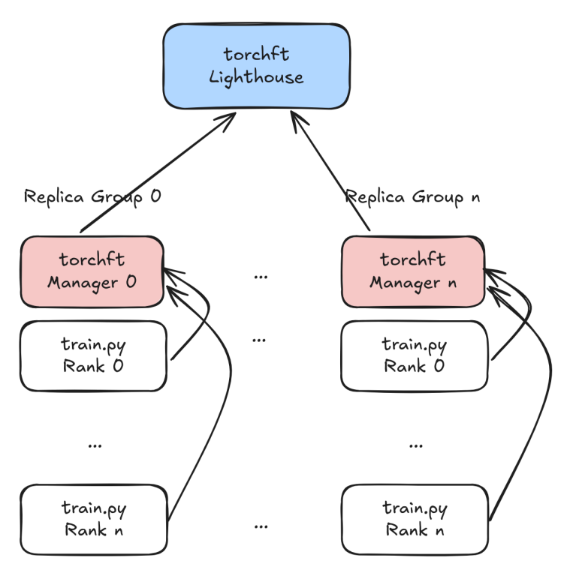 torchft
Lighthouse
Replica Group 0
Replica Group n
torchft
Manager 0
...
torchft
Manager n
train.py
Rank 0
...
train.py
Rank 0
...
...
train.py
Rank n
...
train.py
Rank n